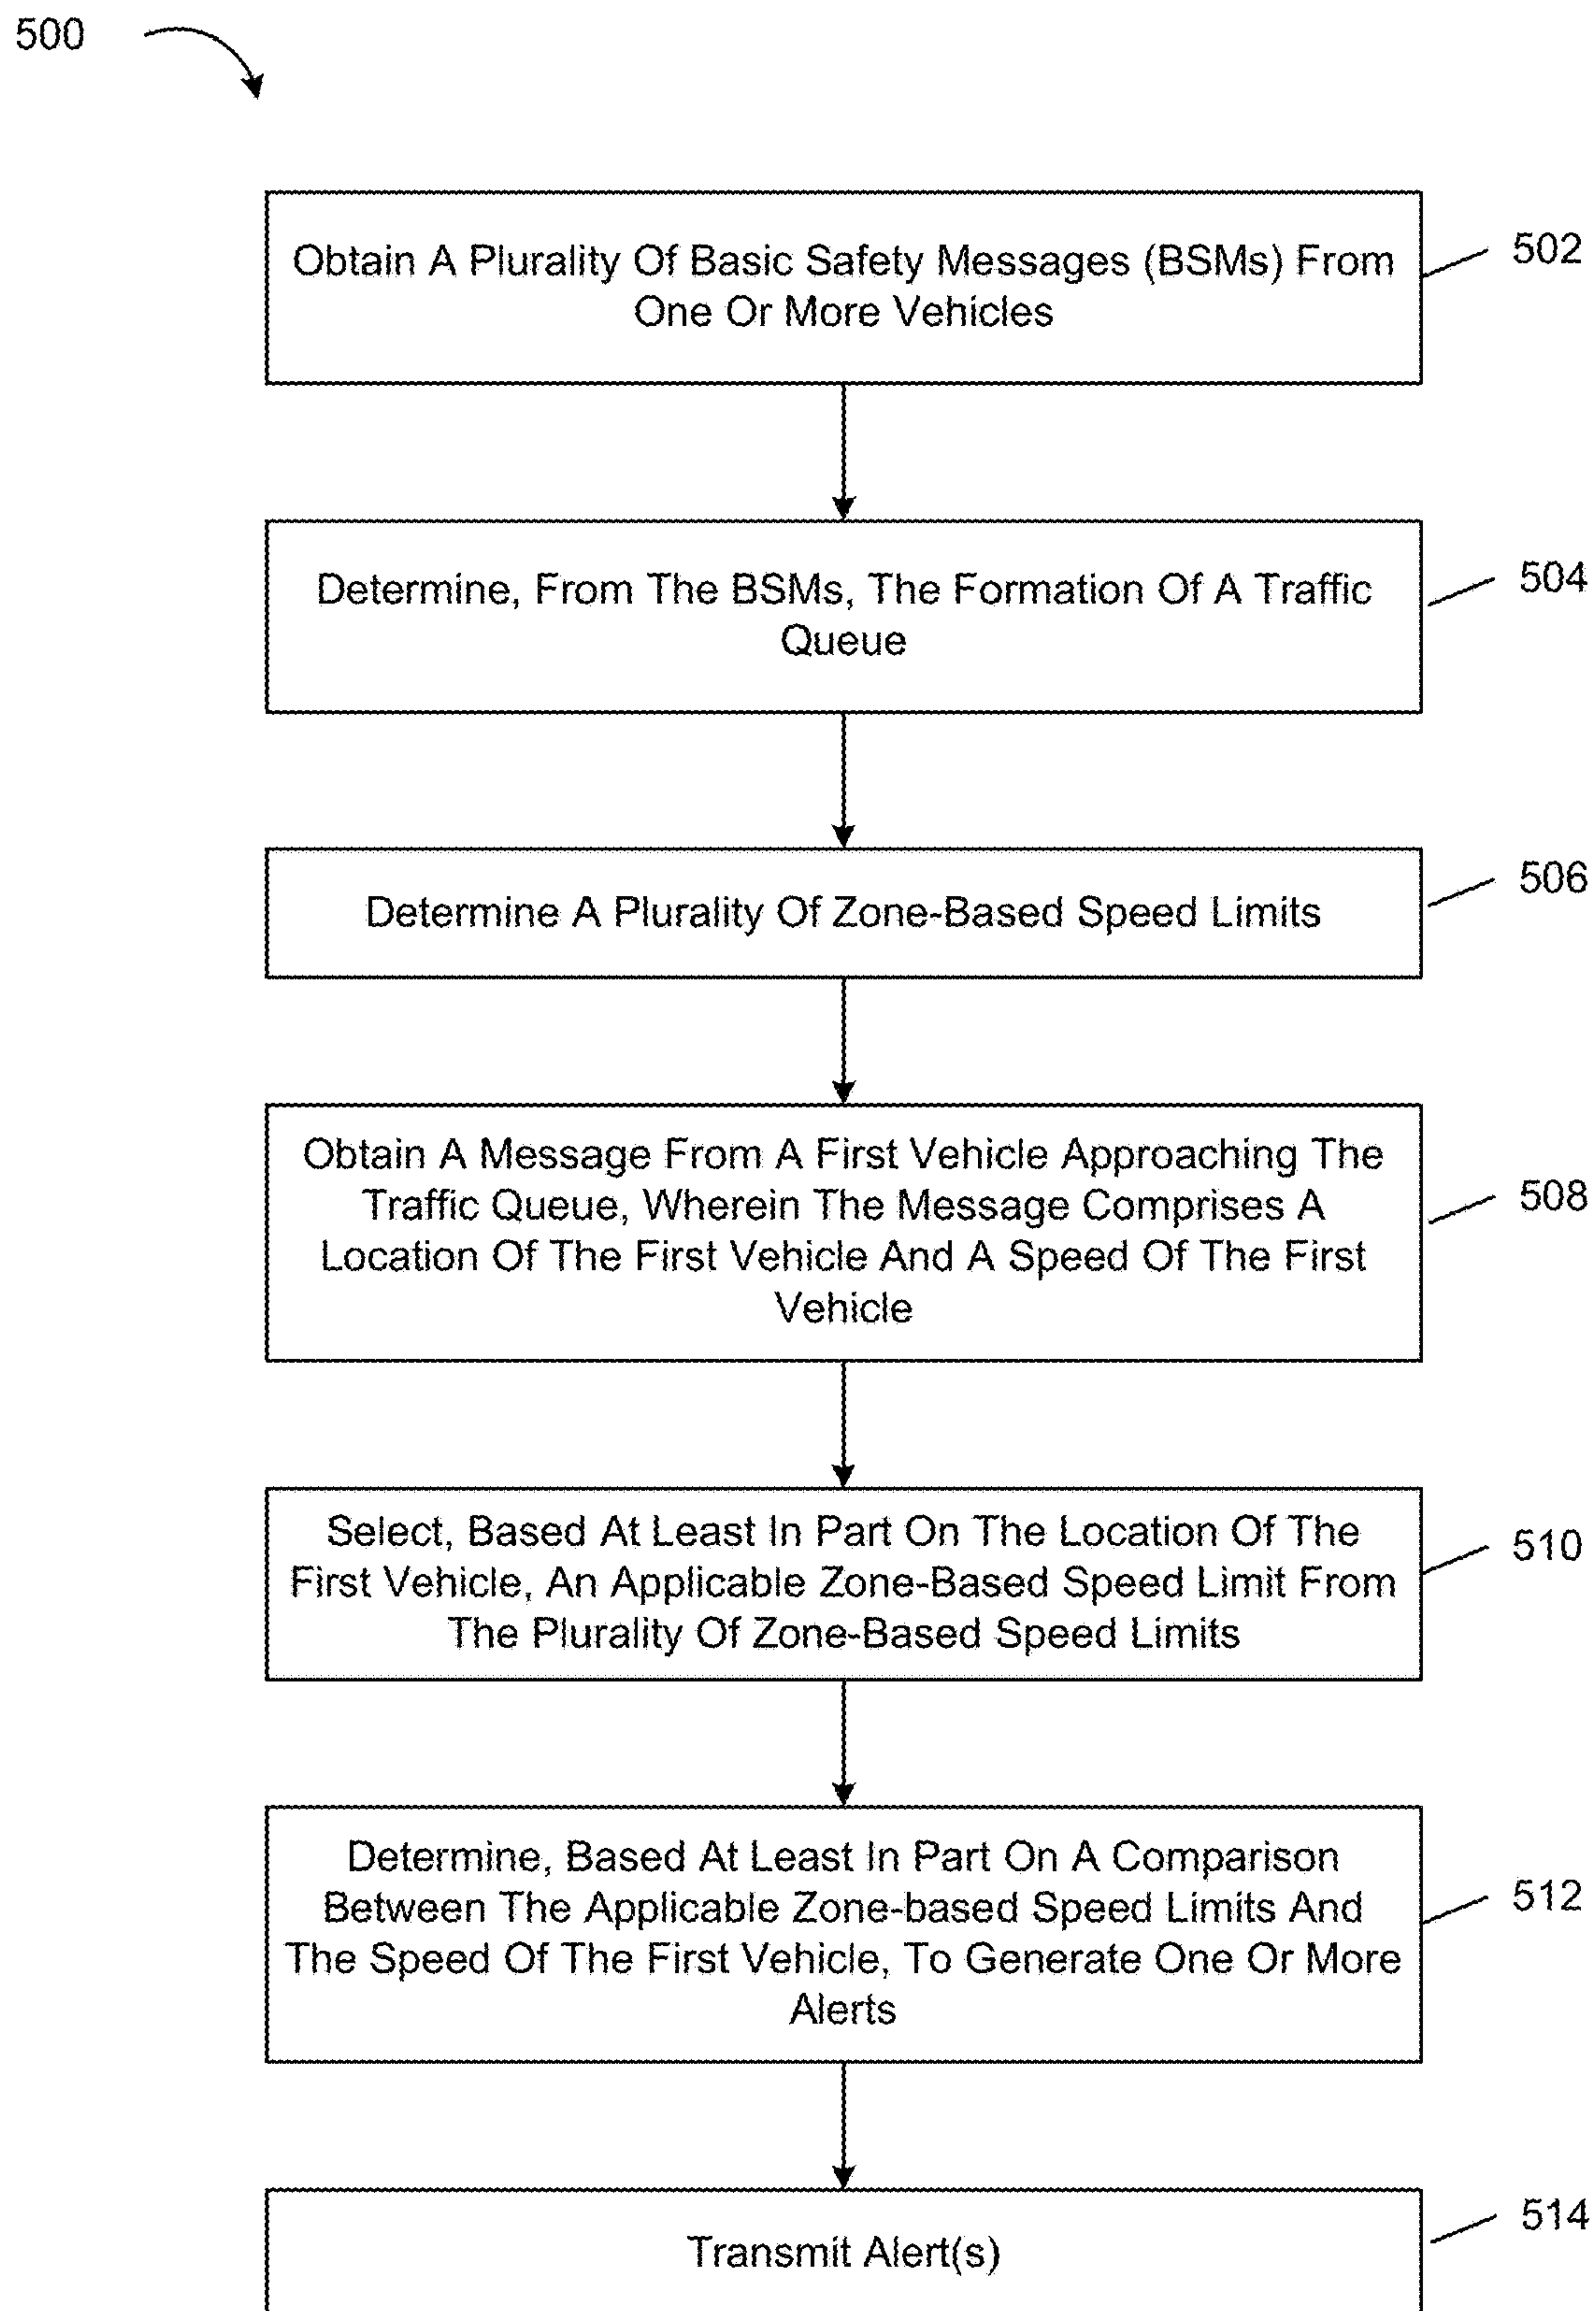 500
Obtain A Plurality Of Basic Safety Messages (BSMs) From
One Or More Vehicles
502
Determine, From The BSMs, The Formation Of A Traffic
Queue
504
Determine A Plurality Of Zone-Based Speed Limits
506
Obtain A Message From A First Vehicle Approaching The
Traffic Queue, Wherein The Message Comprises A
Location Of The First Vehicle And A Speed Of The First
Vehicle
508
Select, Based At Least In Part On The Location Of The
First Vehicle, An Applicable Zone-Based Speed Limit From
The Plurality Of Zone-Based Speed Limits
510
Determine, Based At Least In Part On A Comparison
Between The Applicable Zone-based Speed Limits And
The Speed Of The First Vehicle, To Generate One Or More
Alerts
512
Transmit Alert(s)
514